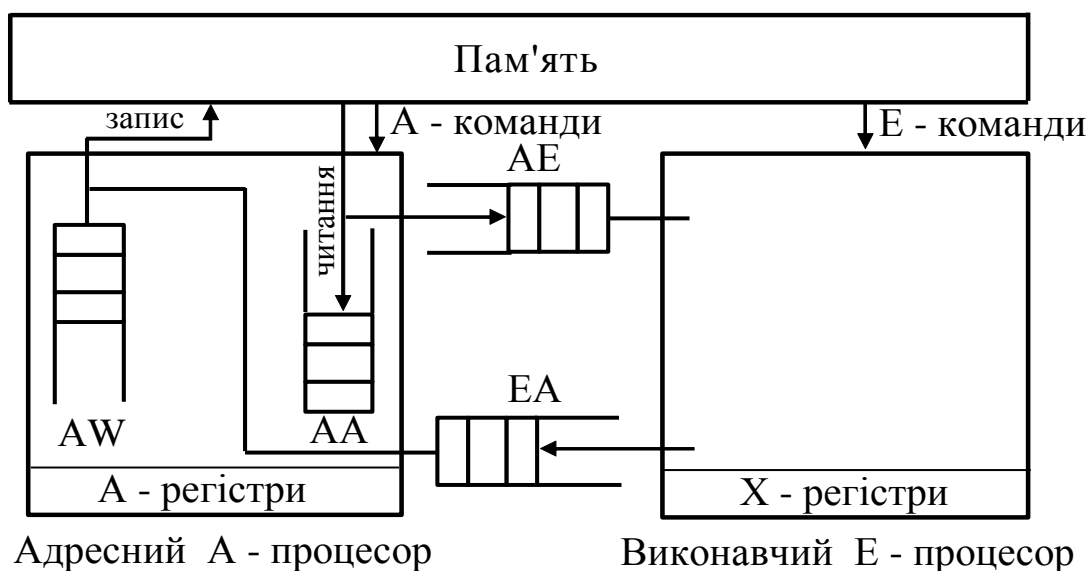 Пам'ять
запис
А - команди
Е - команди
АЕ
читання
ЕА
AW
АА
А - регістри
Х - регістри
Адресний А - процесор
Виконавчий Е - процесор